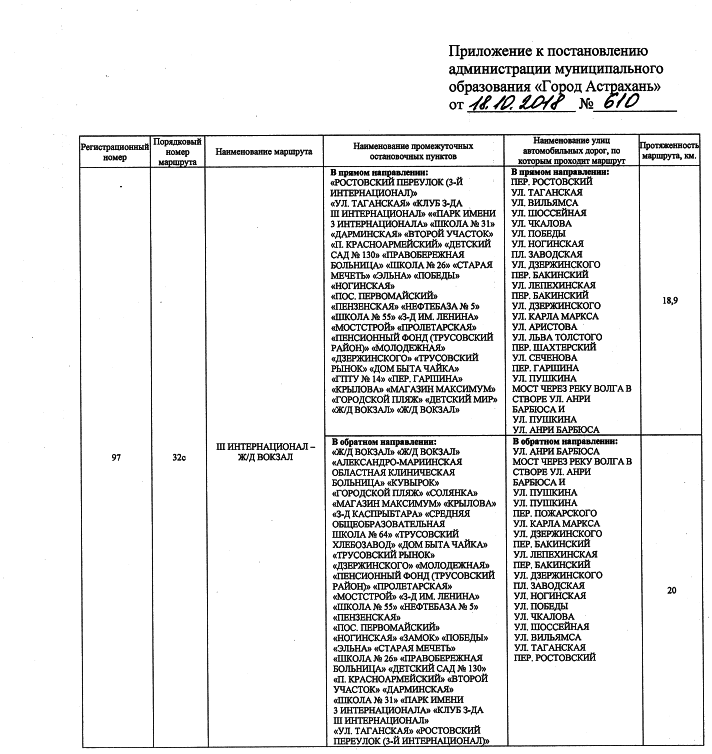 Приложение к постановлению
администрации муниципального
образования «Город Астрахань»
от 18.10.2018 № 610
Регистрационный
номер
Порядковый
номер
маршрута
Наименование маршрута
Наименование промежуточных
остановочных пунктов
Наименование улиц
автомобильных дорог, по
которым проходит маршрут
Протяженность
маршрута, км.
97
32с
III ИНТЕРНАЦИОНАЛ –
Ж/Д ВОКЗАЛ
В прямом направлении:
«РОСТОВСКИЙ ПЕРЕУЛОК (3-Й
ИНТЕРНАЦИОНАЛ)»
«УЛ. ТАГАНСКАЯ» «КЛУБ З-ДА
III ИНТЕРНАЦИОНАЛ» ««ПАРК ИМЕНИ
3 ИНТЕРНАЦИОНАЛА» «ШКОЛА № 31»
«ДАРМИНСКАЯ» «ВТОРОЙ УЧАСТОК»
«П. КРАСНОАРМЕЙСКИЙ» «ДЕТСКИЙ
САД № 130» «ПРАВОБЕРЕЖНАЯ
БОЛЬНИЦА» «ШКОЛА № 26» «СТАРАЯ
МЕЧЕТЬ» «ЭЛЬНА» «ПОБЕДЫ»
«НОГИНСКАЯ»
«ПОС. ПЕРВОМАЙСКИЙ»
«ПЕНЗЕНСКАЯ» «НЕФТЕБАЗА № 5»
«ШКОЛА № 55» «З-Д ИМ. ЛЕНИНА»
«МОСТСТРОЙ» «ПРОЛЕТАРСКАЯ»
«ПЕНСИОННЫЙ ФОНД (ТРУСОВСКИЙ
РАЙОН)» «МОЛОДЕЖНАЯ»
«ДЗЕРЖИНСКОГО» «ТРУСОВСКИЙ
РЫНОК» «ДОМ БЫТА ЧАЙКА»
«ГПТУ № 14» «ПЕР. ГАРШИНА»
«КРЫЛОВА» «МАГАЗИН МАКСИМУМ»
«ГОРОДСКОЙ ПЛЯЖ» «ДЕТСКИЙ МИР»
«Ж/Д ВОКЗАЛ» «Ж/Д ВОКЗАЛ»
В прямом направлении:
ПЕР. РОСТОВСКИЙ
УЛ. ТАГАНСКАЯ
УЛ. ВИЛЬЯМСА
УЛ. ШОССЕЙНАЯ
УЛ. ЧКАЛОВА
УЛ. ПОБЕДЫ
УЛ. НОГИНСКАЯ
ПЛ. ЗАВОДСКАЯ
УЛ. ДЗЕРЖИНСКОГО
ПЕР. БАКИНСКИЙ
УЛ. ЛЕПЕХИНСКАЯ
ПЕР. БАКИНСКИЙ
УЛ. ДЗЕРЖИНСКОГО
УЛ. КАРЛА МАРКСА
УЛ. АРИСТОВА
УЛ. ЛЬВА ТОЛСТОГО
ПЕР. ШАХТЕРСКИЙ
УЛ. СЕЧЕНОВА
ПЕР. ГАРШИНА
УЛ. ПУШКИНА
МОСТ ЧЕРЕЗ РЕКУ ВОЛГА В
СТВОРЕ УЛ. АНРИ
БАРБЮСА И
УЛ. ПУШКИНА
УЛ. АНРИ БАРБЮСА
18,9
В обратном направлении:
«Ж/Д ВОКЗАЛ» «Ж/Д ВОКЗАЛ»
«АЛЕКСАНДРО-МАРИИНСКАЯ
ОБЛАСТНАЯ КЛИНИЧЕСКАЯ
БОЛЬНИЦА» «КУВЫРОК»
«ГОРОДСКОЙ ПЛЯЖ» «СОЛЯНКА»
«МАГАЗИН МАКСИМУМ» «КРЫЛОВА»
«З-Д КАСПРЫБТАРА» «СРЕДНЯЯ
ОБЩЕОБРАЗОВАТЕЛЬНАЯ
ШКОЛА № 64» «ТРУСОВСКИЙ
ХЛЕБОЗАВОД» «ДОМ БЫТА ЧАЙКА»
«ТРУСОВСКИЙ РЫНОК»
«ДЗЕРЖИНСКОГО» «МОЛОДЕЖНАЯ»
«ПЕНСИОННЫЙ ФОНД (ТРУСОВСКИЙ
РАЙОН)» «ПРОЛЕТАРСКАЯ»
«МОСТСТРОЙ» «З-Д ИМ. ЛЕНИНА»
«ШКОЛА № 55» «НЕФТЕБАЗА № 5»
«ПЕНЗЕНСКАЯ»
«ПОС. ПЕРВОМАЙСКИЙ»
«НОГИНСКАЯ» «ЗАМОК» «ПОБЕДЫ»
«ЭЛЬНА» «СТАРАЯ МЕЧЕТЬ»
«ШКОЛА № 26» «ПРАВОБЕРЕЖНАЯ
БОЛЬНИЦА» «ДЕТСКИЙ САД № 130»
«П. КРАСНОАРМЕЙСКИЙ» «ВТОРОЙ
УЧАСТОК» «ДАРМИНСКАЯ»
«ШКОЛА № 31» «ПАРК ИМЕНИ
3 ИНТЕРНАЦИОНАЛА» «КЛУБ З-ДА
III ИНТЕРНАЦИОНАЛ»
«УЛ. ТАГАНСКАЯ» «РОСТОВСКИЙ
ПЕРЕУЛОК (3-Й ИНТЕРНАЦИОНАЛ)»
В обратном направлении:
УЛ. АНРИ БАРБЮСА
МОСТ ЧЕРЕЗ РЕКУ ВОЛГА В
СТВОРЕ УЛ. АНРИ
БАРБЮСА И
УЛ. ПУШКИНА
УЛ. ПУШКИНА
ПЕР. ПОЖАРСКОГО
УЛ. КАРЛА МАРКСА
УЛ. ДЗЕРЖИНСКОГО
ПЕР. БАКИНСКИЙ
УЛ. ЛЕПЕХИНСКАЯ
ПЕР. БАКИНСКИЙ
УЛ. ДЗЕРЖИНСКОГО
ПЛ. ЗАВОДСКАЯ
УЛ. НОГИНСКАЯ
УЛ. ПОБЕДЫ
УЛ. ЧКАЛОВА
УЛ. ШОССЕЙНАЯ
УЛ. ВИЛЬЯМСА
УЛ. ТАГАНСКАЯ
ПЕР. РОСТОВСКИЙ
20